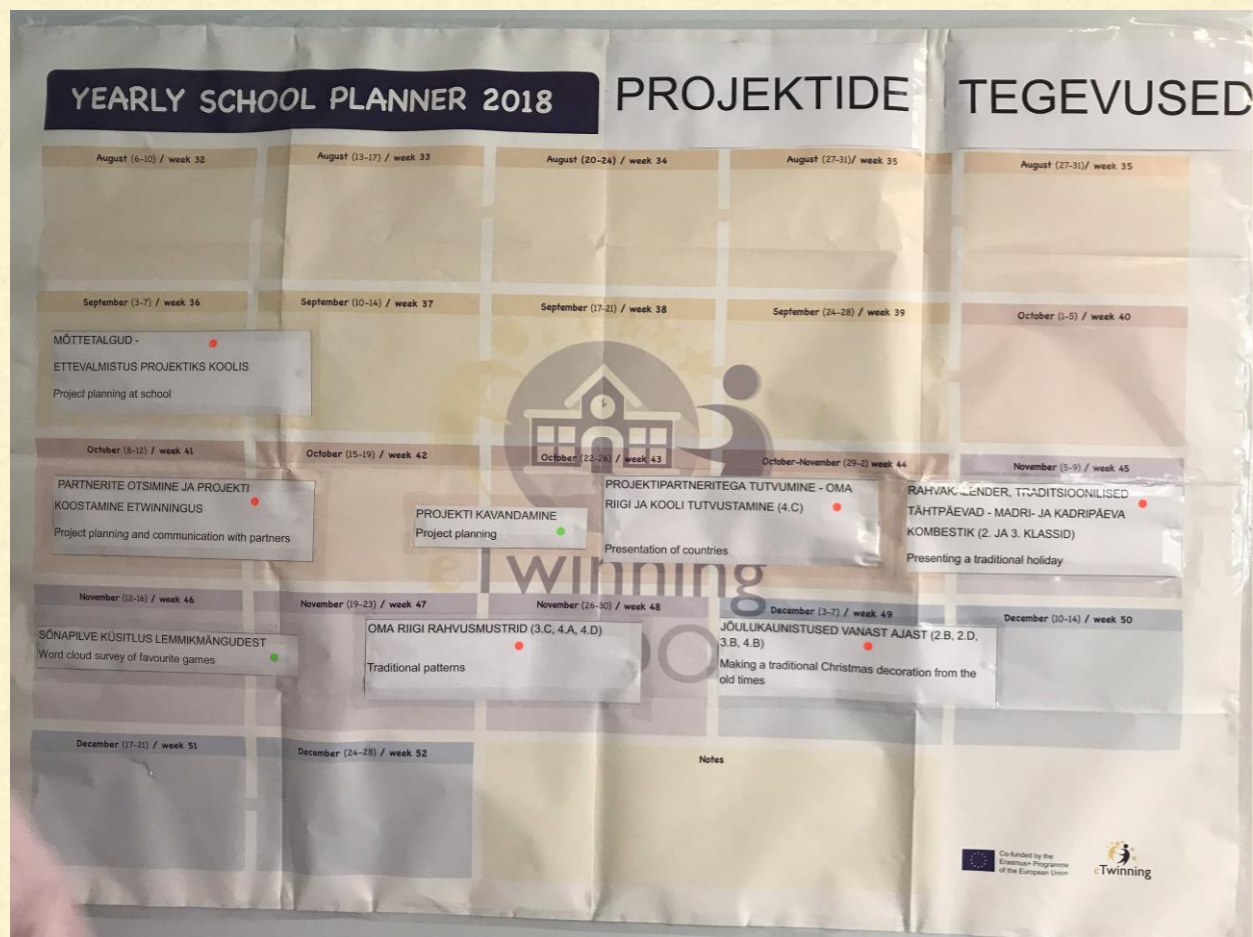 YEARLY SCHOOL PLANNER 2018
PROJEKTIDE
TEGEVUSED
August (6-10) / week 32
August (13-17) / week 33
August (20-24) / week 34
August (27-31)/ week 35
August (27-31)/ week 35
September (3-7) / week 36
September (10-14) / week 37
September (17-21) / week 38
September (24-28) / week 39
October (1-5) / week 40
MÕTTETALGUD -
ETTEVALMISTUS PROJEKTIKS KOOLIS
Project planning at school
October (8-12) / week 41
October (15-19) / week 42
October (22-26) / week 43
October-November (29-2) week 44
November (5-9) / week 45
PARTNERITE OTSIMINE JA PROJEKTI
KOOSTAMINE ETWINNINGUS
Project planning and communication with partners
PROJEKTI KAVANDAMINE
Project planning
PROJEKTIPARTNERITEGA TUTVUMINE - OMA
RIIGI JA KOOLI TUTVUSTAMINE (4.C)
Presentation of countries
RAHVAKALENDER, TRADITSIOONILISED
TÄHTPÄEVAD - MADRI- JA KADRIPÄEVA
KOMBESTIK (2. JA 3. KLASSID)
Presenting a traditional holiday
eTwinning
November (12-16) / week 46
November (19-23) / week 47
November (26-30) / week 48
December (3-7) / week 49
December (10-14) / week 50
SÕNAPILVE KÜSITLUS LEMMIKMÄNGUDEST
Word cloud survey of favourite games
OMA RIIGI RAHVUSMUSTRID (3.C, 4.A, 4.D)
Traditional patterns
JÕULUKAUNISTUSED VANAST AJAST (2.B, 2.D,
3.B, 4.B)
Making a traditional Christmas decoration from the
old times
December (17-21) / week 51
December (24-28) / week 52
Notes
Co-funded by the
Erasmus+ Programme
of the European Union
eTwinning